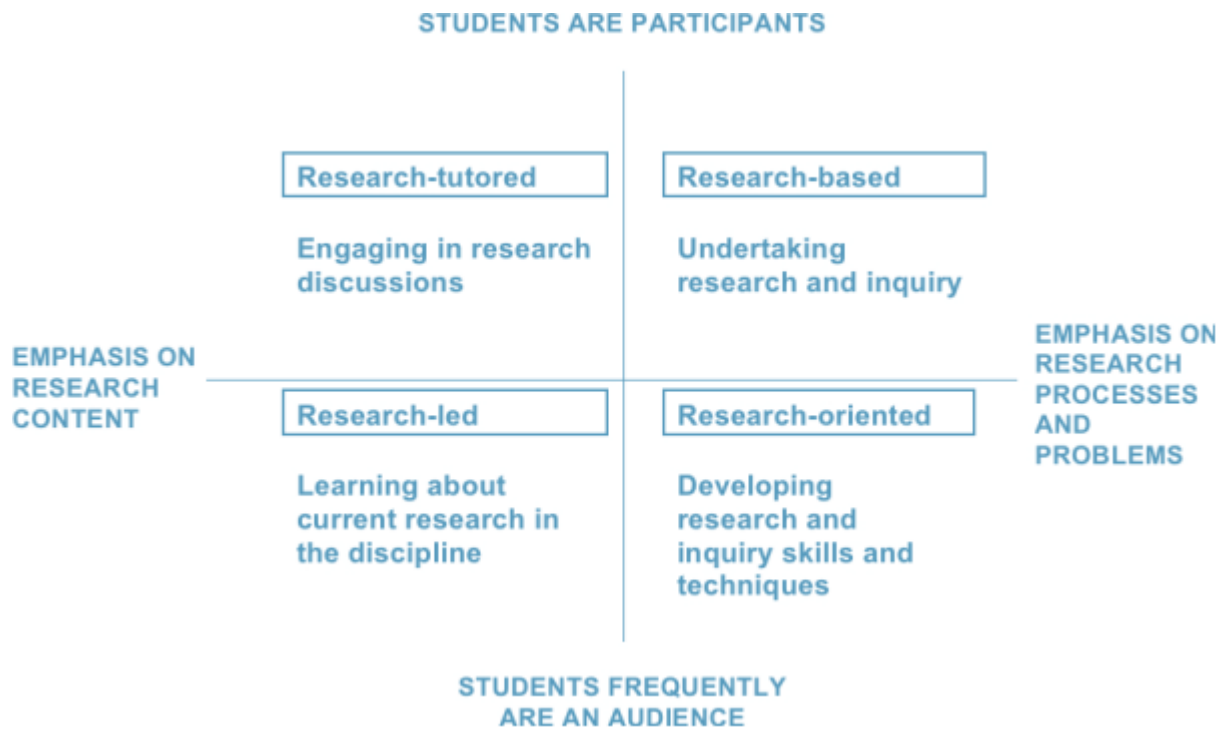 STUDENTS ARE PARTICIPANTS
Research-tutored
Engaging in research
discussions
Research-based
Undertaking
research and inquiry
EMPHASIS ON
RESEARCH
CONTENT
EMPHASIS ON
RESEARCH
PROCESSES
AND
PROBLEMS
Research-led
Learning about
current research in
the discipline
Research-oriented
Developing
research and
inquiry skills and
techniques
STUDENTS FREQUENTLY
ARE AN AUDIENCE